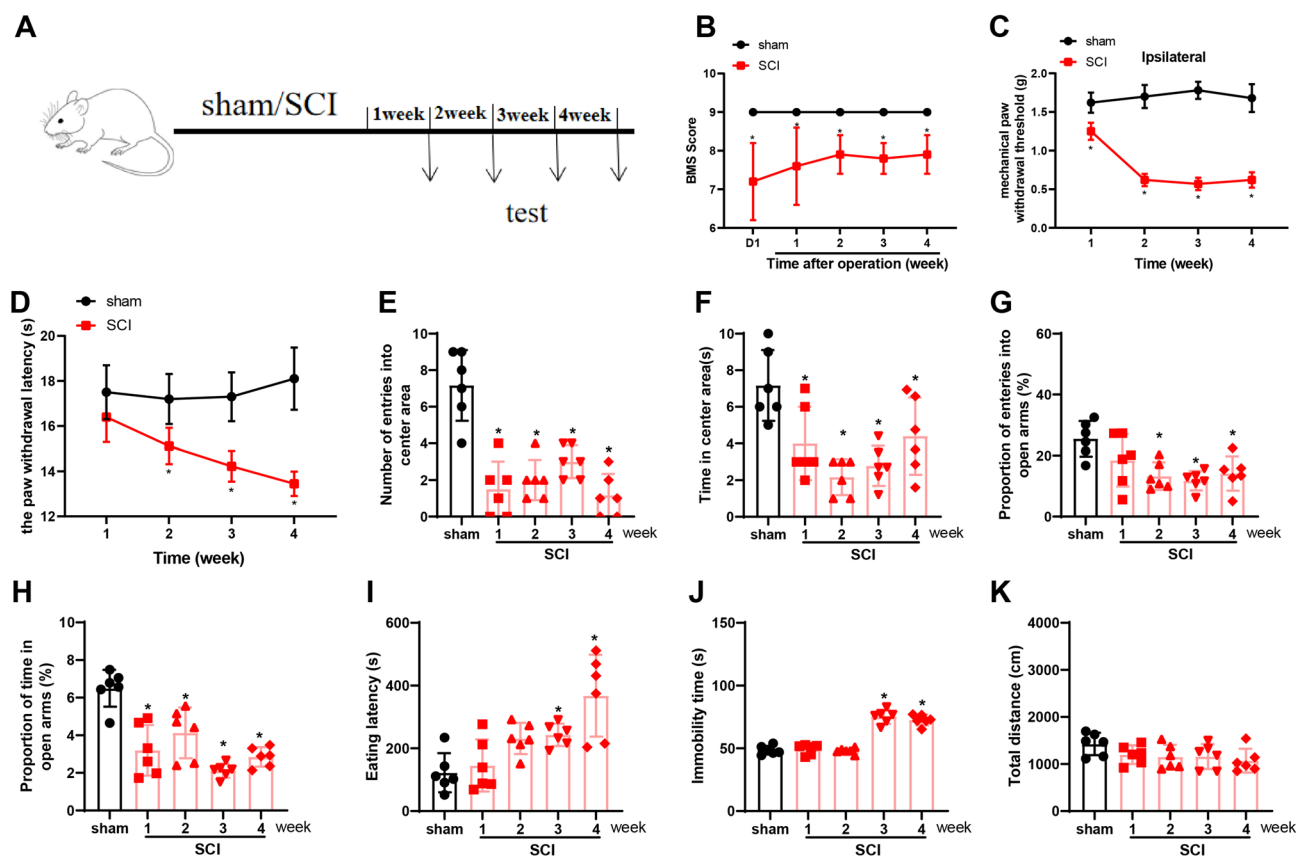 A
sham/SCI
1week 2week 3week 4week
test
B
sham
SCI
BMS Score
9
10
9
8
7
6
D1 1 2 3 4
Time after operation (week)
C
sham
SCI
Ipsilateral
mechanical paw
withdrawal threshold (g)
2.0
1.5
1.0
0.5
0.0
1 2 3 4
Time (week)
D
sham
SCI
the paw withdrawal latency (s)
20
18
16
14
12
1 2 3 4
Time (week)
* * *
E
Number of entries into
center area
10
8
6
4
2
0
* * * *
sham 1 2 3 4 week
SCI
F
Time in center area(s)
10
8
6
4
2
0
* * * *
sham 1 2 3 4 week
SCI
G
Proportion of enteries into
open arms (%)
60
40
20
0
* * *
sham 1 2 3 4 week
SCI
H
Proportion of time in
open arms (%)
10
8
6
4
2
0
* * * *
sham 1 2 3 4 week
SCI
I
Eating latency (s)
600
400
200
0
* *
sham 1 2 3 4 week
SCI
J
Immobility time (s)
150
100
50
0
* *
sham 1 2 3 4 week
SCI
K
Total distance (cm)
4000
3000
2000
1000
0
sham 1 2 3 4 week
SCI